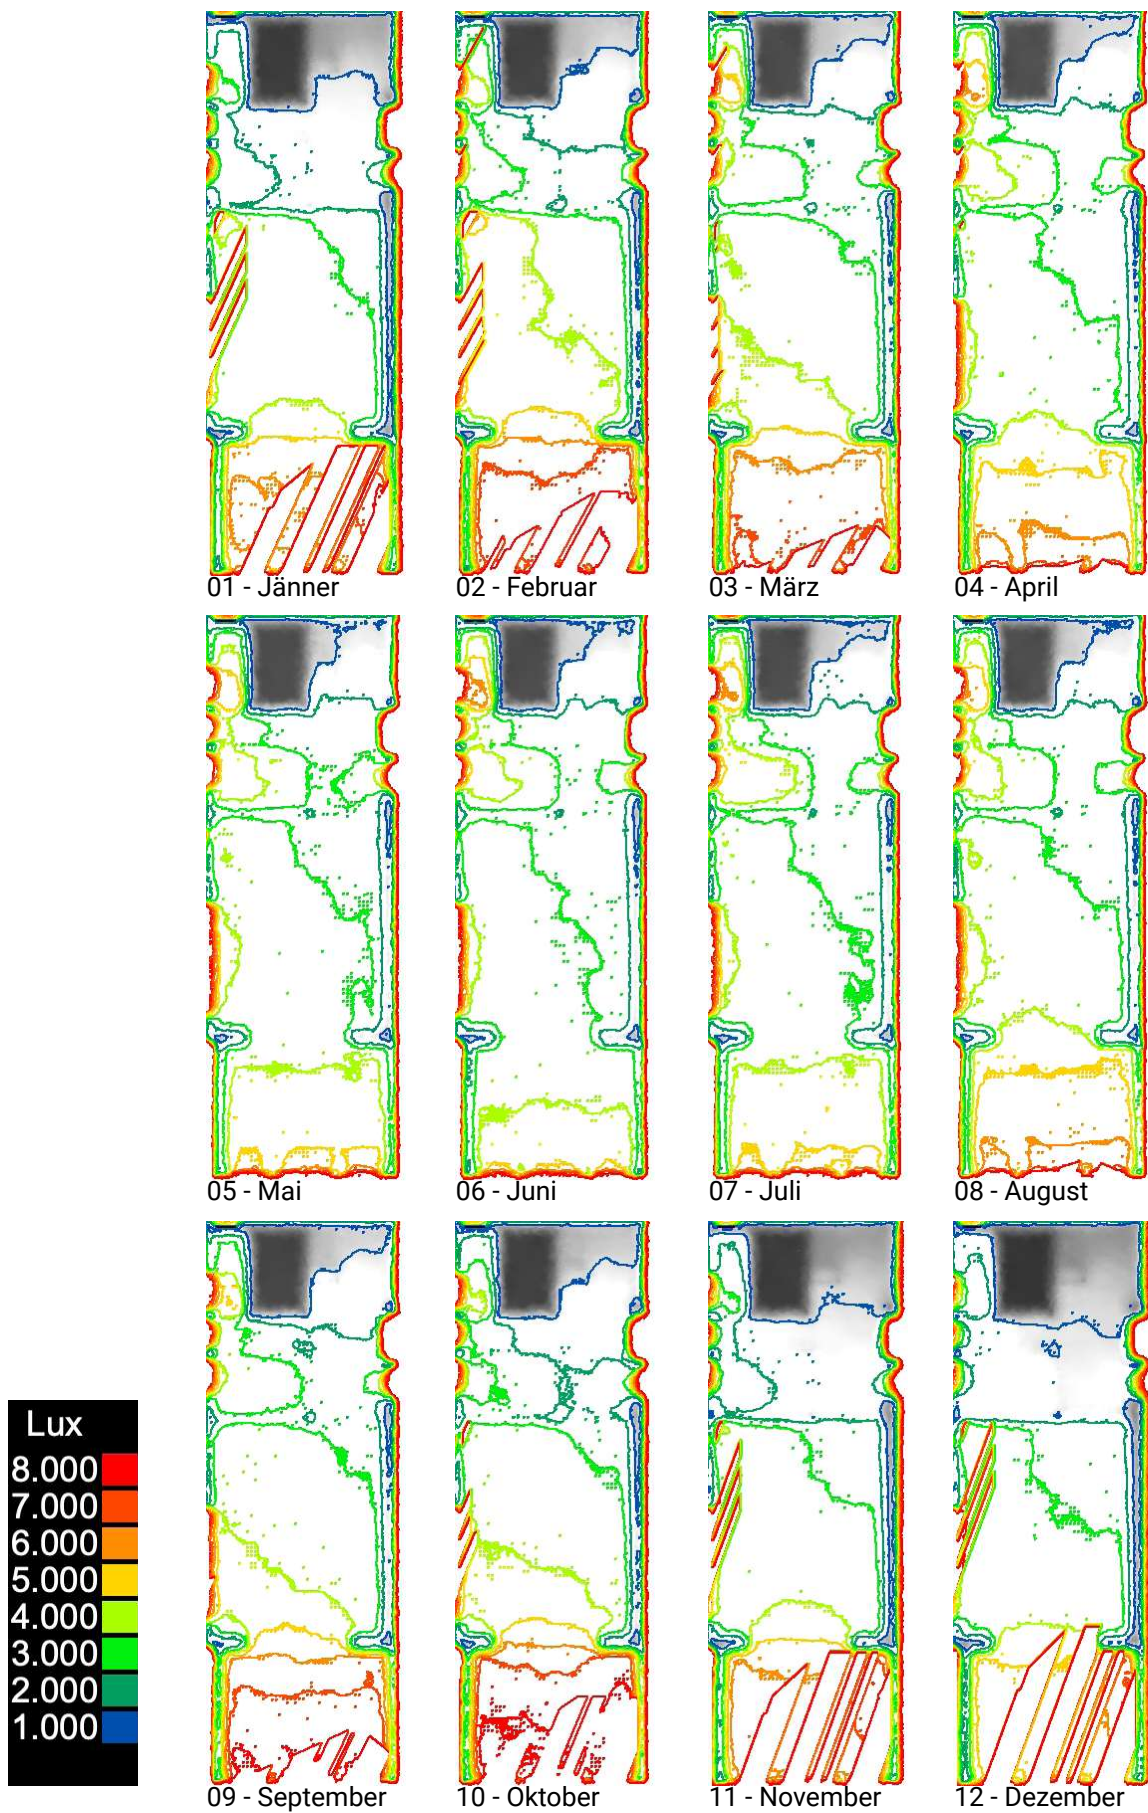 01 - Jänner
02 - Februar
03 - März
04 - April
05 - Mai
06 - Juni
07 - Juli
08 - August
Lux
8.000
7.000
6.000
5.000
4.000
3.000
2.000
1.000
09 - September
10 - Oktober
11 - November
12 - Dezember